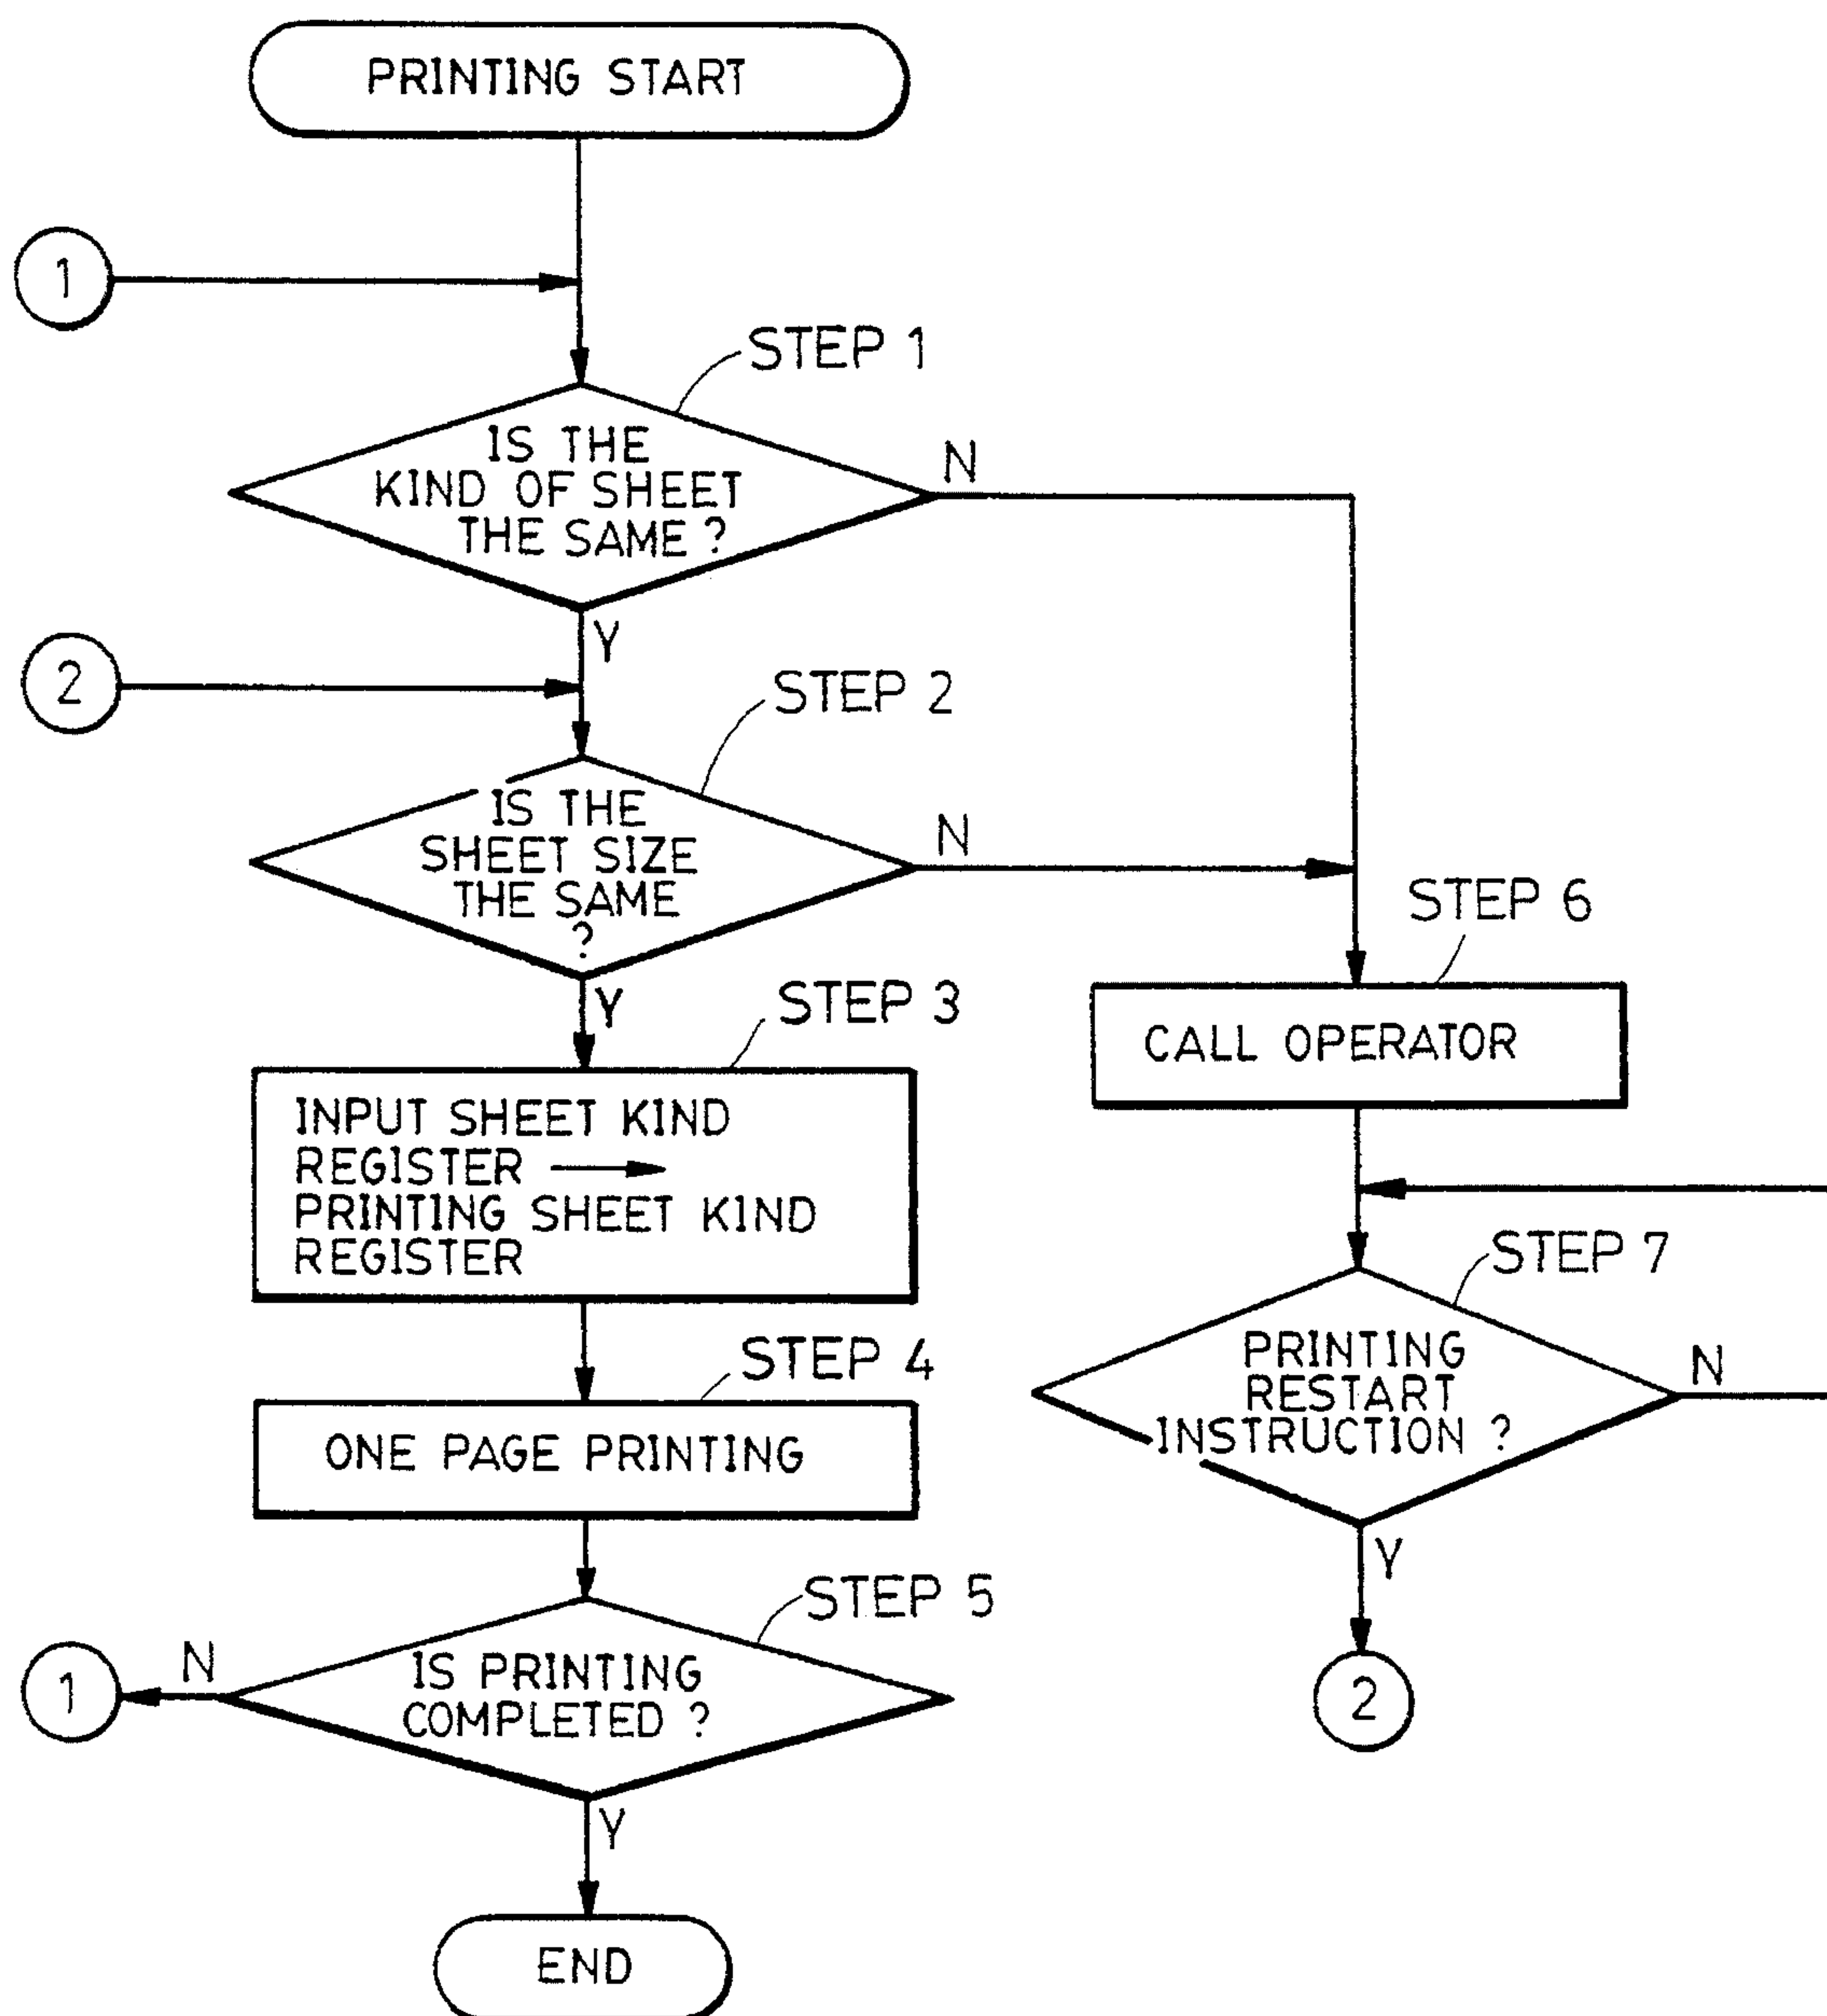 PRINTING START
1
STEP 1
IS THE
KIND OF SHEET
THE SAME ?
N
Y
2
STEP 2
IS THE
SHEET SIZE
THE SAME
?
N
Y
STEP 3
INPUT SHEET KIND
REGISTER →
PRINTING SHEET KIND
REGISTER
STEP 4
ONE PAGE PRINTING
STEP 5
IS PRINTING
COMPLETED ?
N
1
Y
END
STEP 6
CALL OPERATOR
STEP 7
PRINTING
RESTART
INSTRUCTION ?
N
Y
2